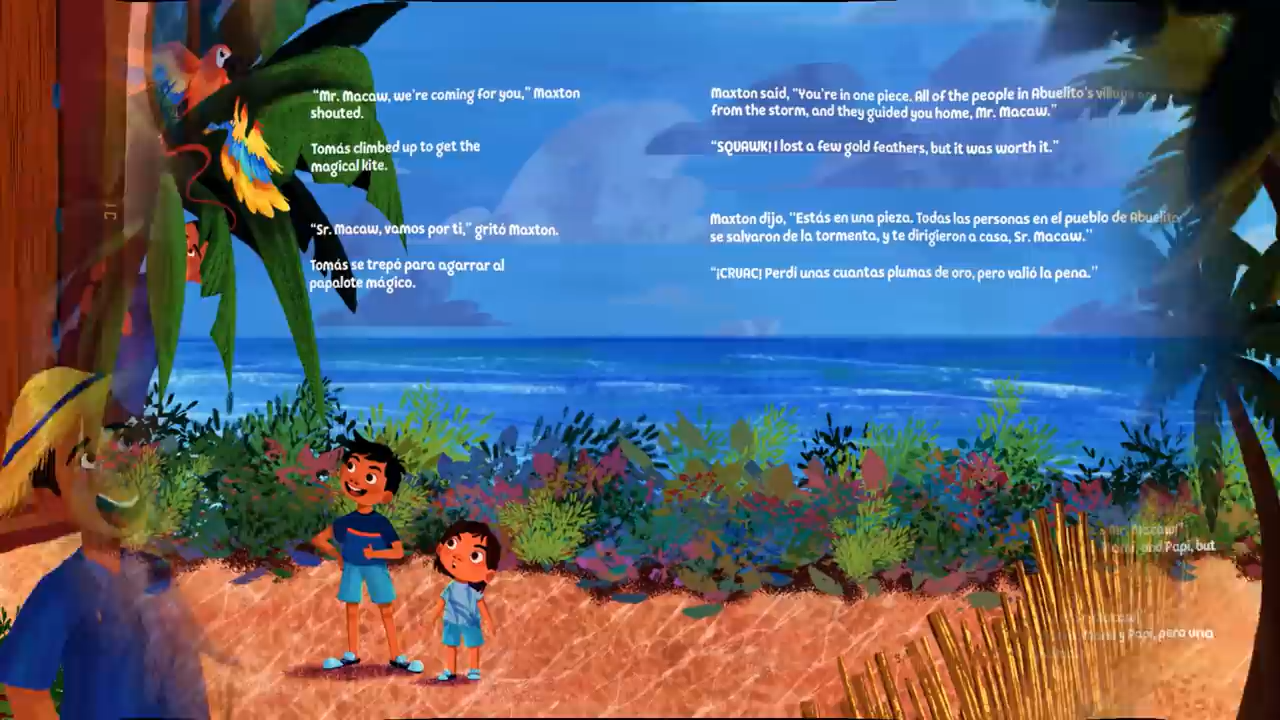 “Mr. Macaw, we’re coming for you,” Maxton
shouted.
Tomás climbed up to get the
magical kite.
“Sr. Macaw, vamos por ti,” gritó Maxton.
Tomás se trepó para agarrar al
papalote mágico.
Maxton said, “You’re in one piece. All of the people in Abuelito’s village
from the storm, and they guided you home, Mr. Macaw.”
“SQUAWK! I lost a few gold feathers, but it was worth it.”
Maxton dijo, “Estás en una pieza. Todas las personas en el pueblo de Abuelito
se salvaron de la tormenta, y te dirigieron a casa, Sr. Macaw.”
“¡CRUAC! Perdí unas cuantas plumas de oro, pero valió la pena.”
Mr. Macaw!”
and Papi, but
y Papi, pero una